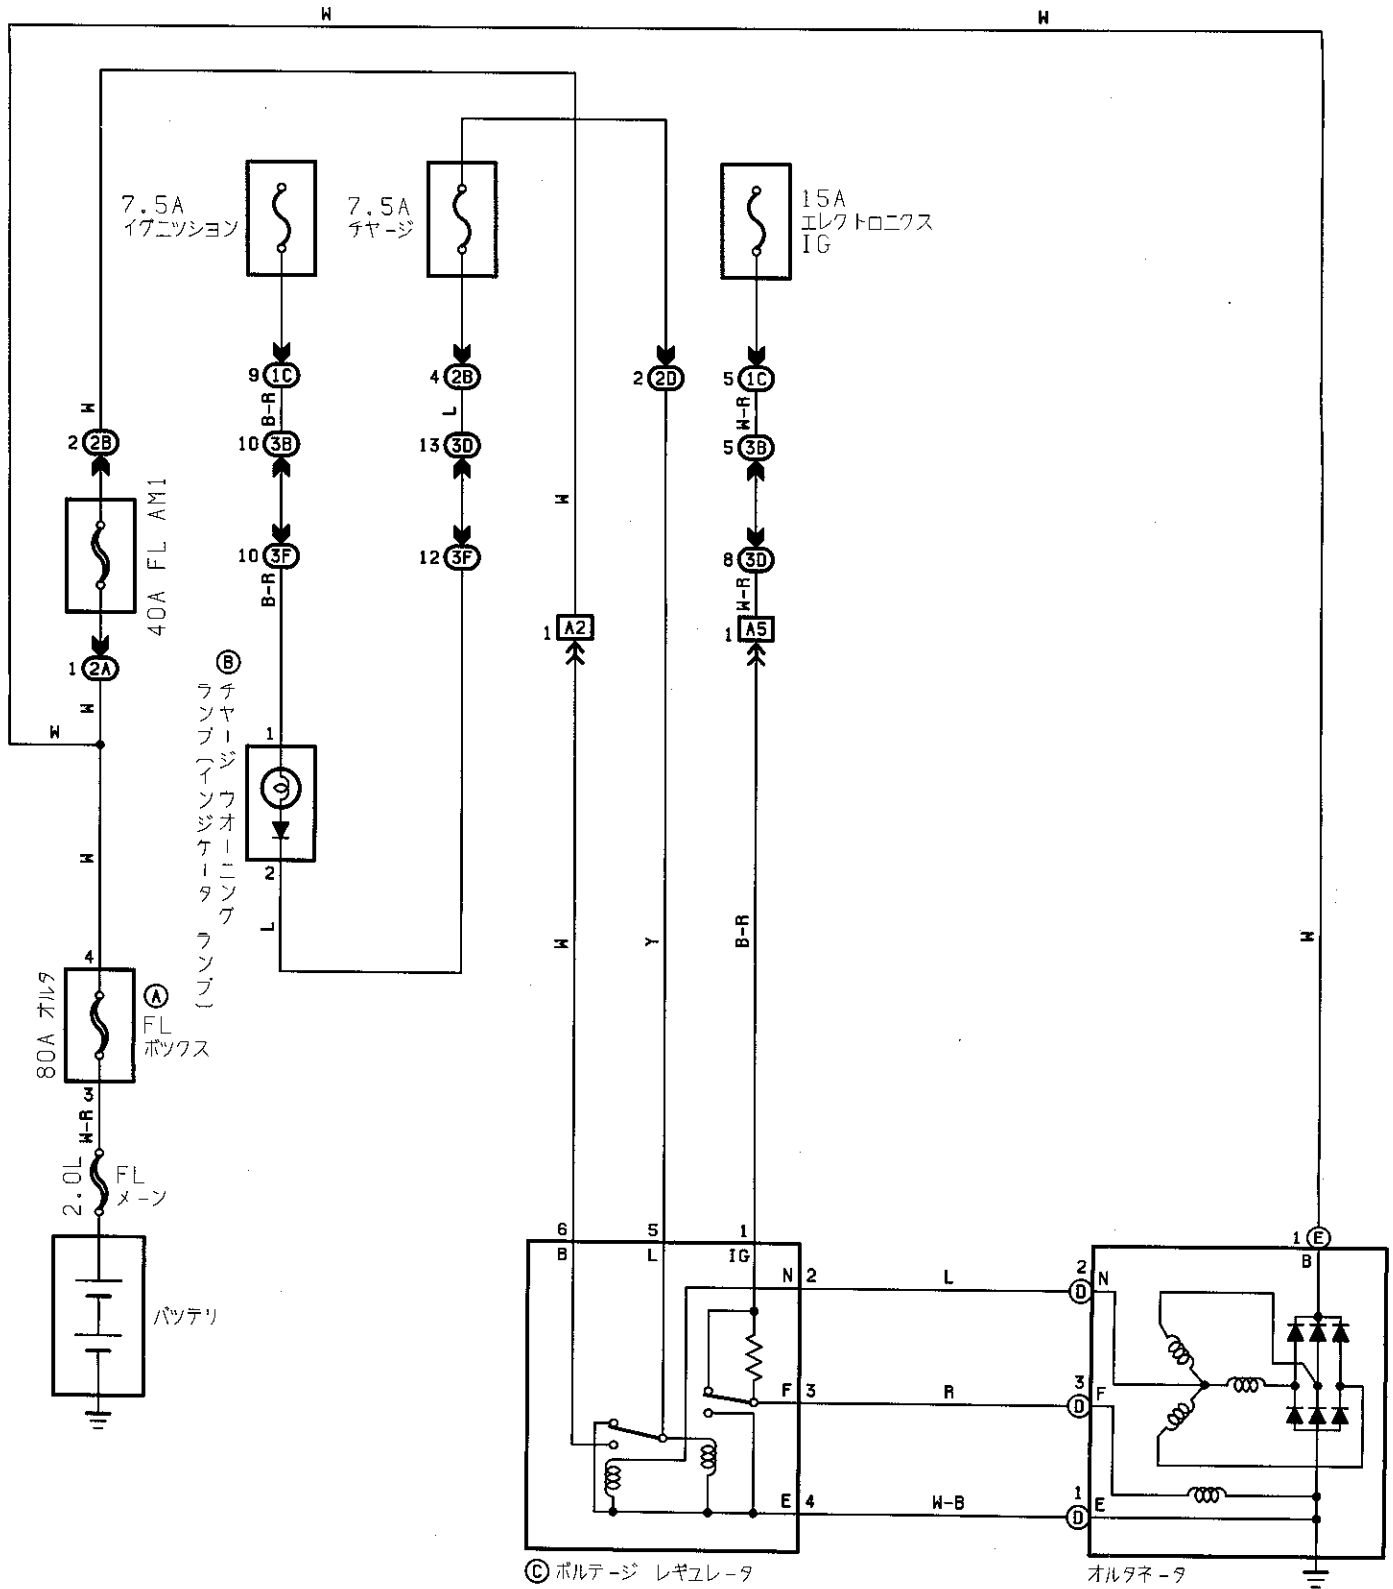 W
W
7.5A
イグニッション
7.5A
チャージ
15A
エレクトロニクス
IG
9 1C
4 2B
2 2D
5 1C
W
B-R
L
W-R
2 2B
10 3B
13 3D
5 3B
40A FL AM1
W
10 3F
12 3F
8 3D
B-R
W-R
1 A2
1 A5
1 2A
B
チャージ ウオーニング
ランプ(インジケータ ランプ)
W
W
1
W
2
L
W
Y
B-R
W
4
80A オルタ
A
FL
ボックス
3
W-R
2.0L
FL
メーン
バッテリ
6
5
1
B
L
IG
1 E
B
N 2
L
2
D
N
F 3
R
3
D
F
E 4
W-B
1
D
E
C ボルテージ レギュレータ
オルタネータ